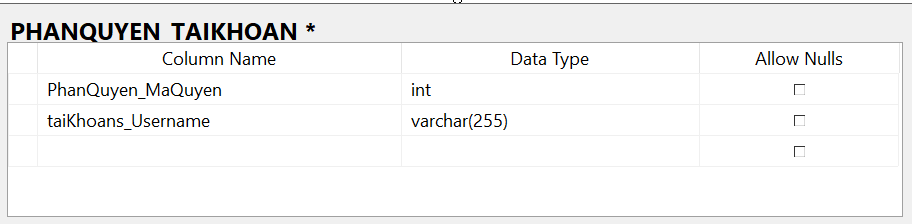 PHANQUYEN_TAIKHOAN *
Column Name Data Type Allow Nulls
PhanQuyen_MaQuyen int
taiKhoans_Username varchar(255)